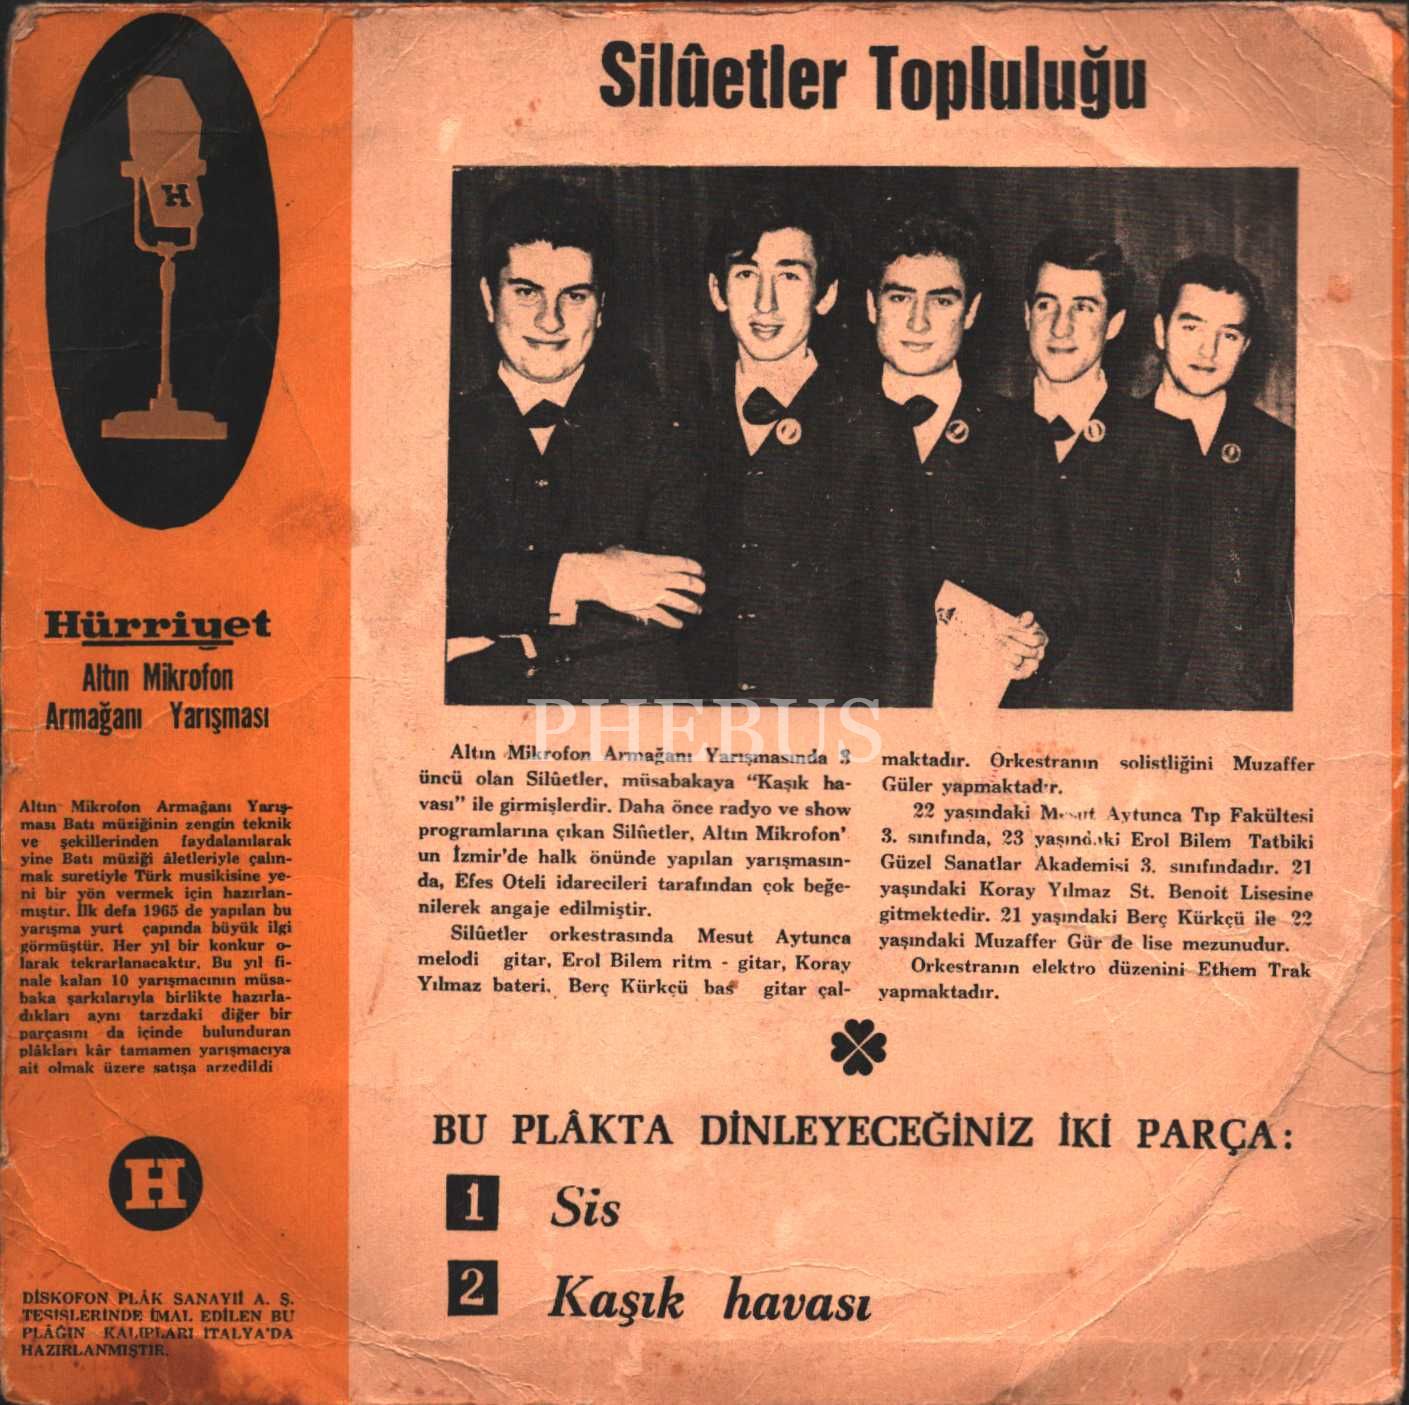 H
Hürriyet
Altın Mikrofon
Armağanı Yarışması
Altın Mikrofon Armağanı Yarış-
ması Batı müziğinin zengin teknik
ve şekillerinden faydalanılarak
yine Batı müziği âletleriyle çalın-
mak suretiyle Türk musikisine ye-
ni bir yön vermek için hazırlan-
mıştır. İlk defa 1965 de yapılan bu
yarışma yurt çapında büyük ilgi
görmüştür. Her yıl bir konkur o-
larak tekrarlanacaktır. Bu yıl fi-
nale kalan 10 yarışmacının müsa-
baka şarkılarıyla birlikte hazırla-
dıkları aynı tarzdaki diğer bir
parçasını da içinde bulunduran
plâkları kâr tamamen yarışmacıya
ait olmak üzere satışa arzedildi
H
DİSKOFON PLÂK SANAYİİ A. Ş.
TESİSLERİNDE İMAL EDİLEN BU
PLÂĞIN KALIPLARI İTALYA'DA
HAZIRLANMIŞTIR.
Silûetler Topluluğu
PHEBUS
Altın Mikrofon Armağanı Yarışmasında 3
üncü olan Silûetler, müsabakaya “Kaşık ha-
vası” ile girmişlerdir. Daha önce radyo ve show
programlarına çıkan Silûetler, Altın Mikrofon'
un İzmir'de halk önünde yapılan yarışmasın-
da, Efes Oteli idarecileri tarafından çok beğe-
nilerek angaje edilmiştir.
Silûetler orkestrasında Mesut Aytunca
melodi gitar, Erol Bilem ritm - gitar, Koray
Yılmaz bateri, Berç Kürkçü bas gitar çal-
maktadır. Orkestranın solistliğini Muzaffer
Güler yapmaktadır.
22 yaşındaki Mesut Aytunca Tıp Fakültesi
3. sınıfında, 23 yaşındaki Erol Bilem Tatbiki
Güzel Sanatlar Akademisi 3. sınıfındadır. 21
yaşındaki Koray Yılmaz St. Benoit Lisesine
gitmektedir. 21 yaşındaki Berç Kürkçü ile 22
yaşındaki Muzaffer Gür de lise mezunudur.
Orkestranın elektro düzenini Ethem Trak
yapmaktadır.
BU PLÂKTA DİNLEYECEĞİNİZ İKİ PARÇA:
1 Sis
2 Kaşık havası